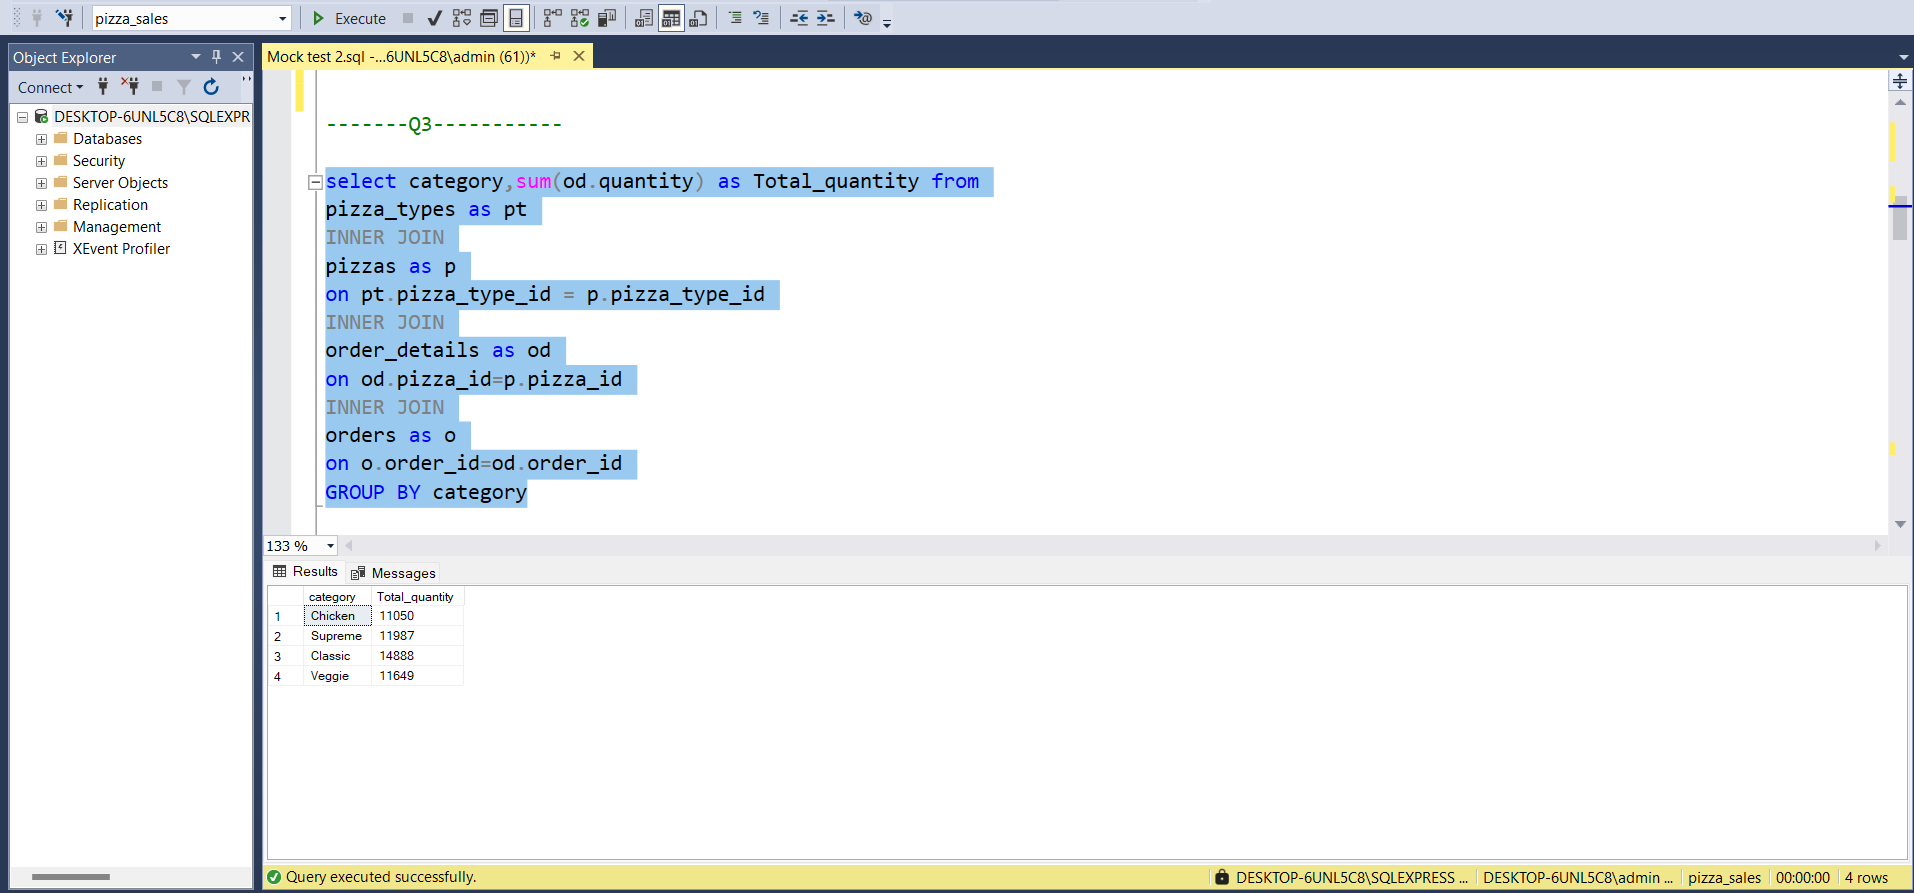 pizza_sales
Execute
Object Explorer
Mock test 2.sql -...6UNL5C8\admin (61))*
Connect
DESKTOP-6UNL5C8\SQLEXPR
Databases
Security
Server Objects
Replication
Management
XEvent Profiler
-------Q3-----------
select category,sum(od.quantity) as Total_quantity from
pizza_types as pt
INNER JOIN
pizzas as p
on pt.pizza_type_id = p.pizza_type_id
INNER JOIN
order_details as od
on od.pizza_id=p.pizza_id
INNER JOIN
orders as o
on o.order_id=od.order_id
GROUP BY category
133 %
Results Messages
category Total_quantity
1 Chicken 11050
2 Supreme 11987
3 Classic 14888
4 Veggie 11649
Query executed successfully.
DESKTOP-6UNL5C8\SQLEXPRESS ... DESKTOP-6UNL5C8\admin ... pizza_sales 00:00:00 4 rows